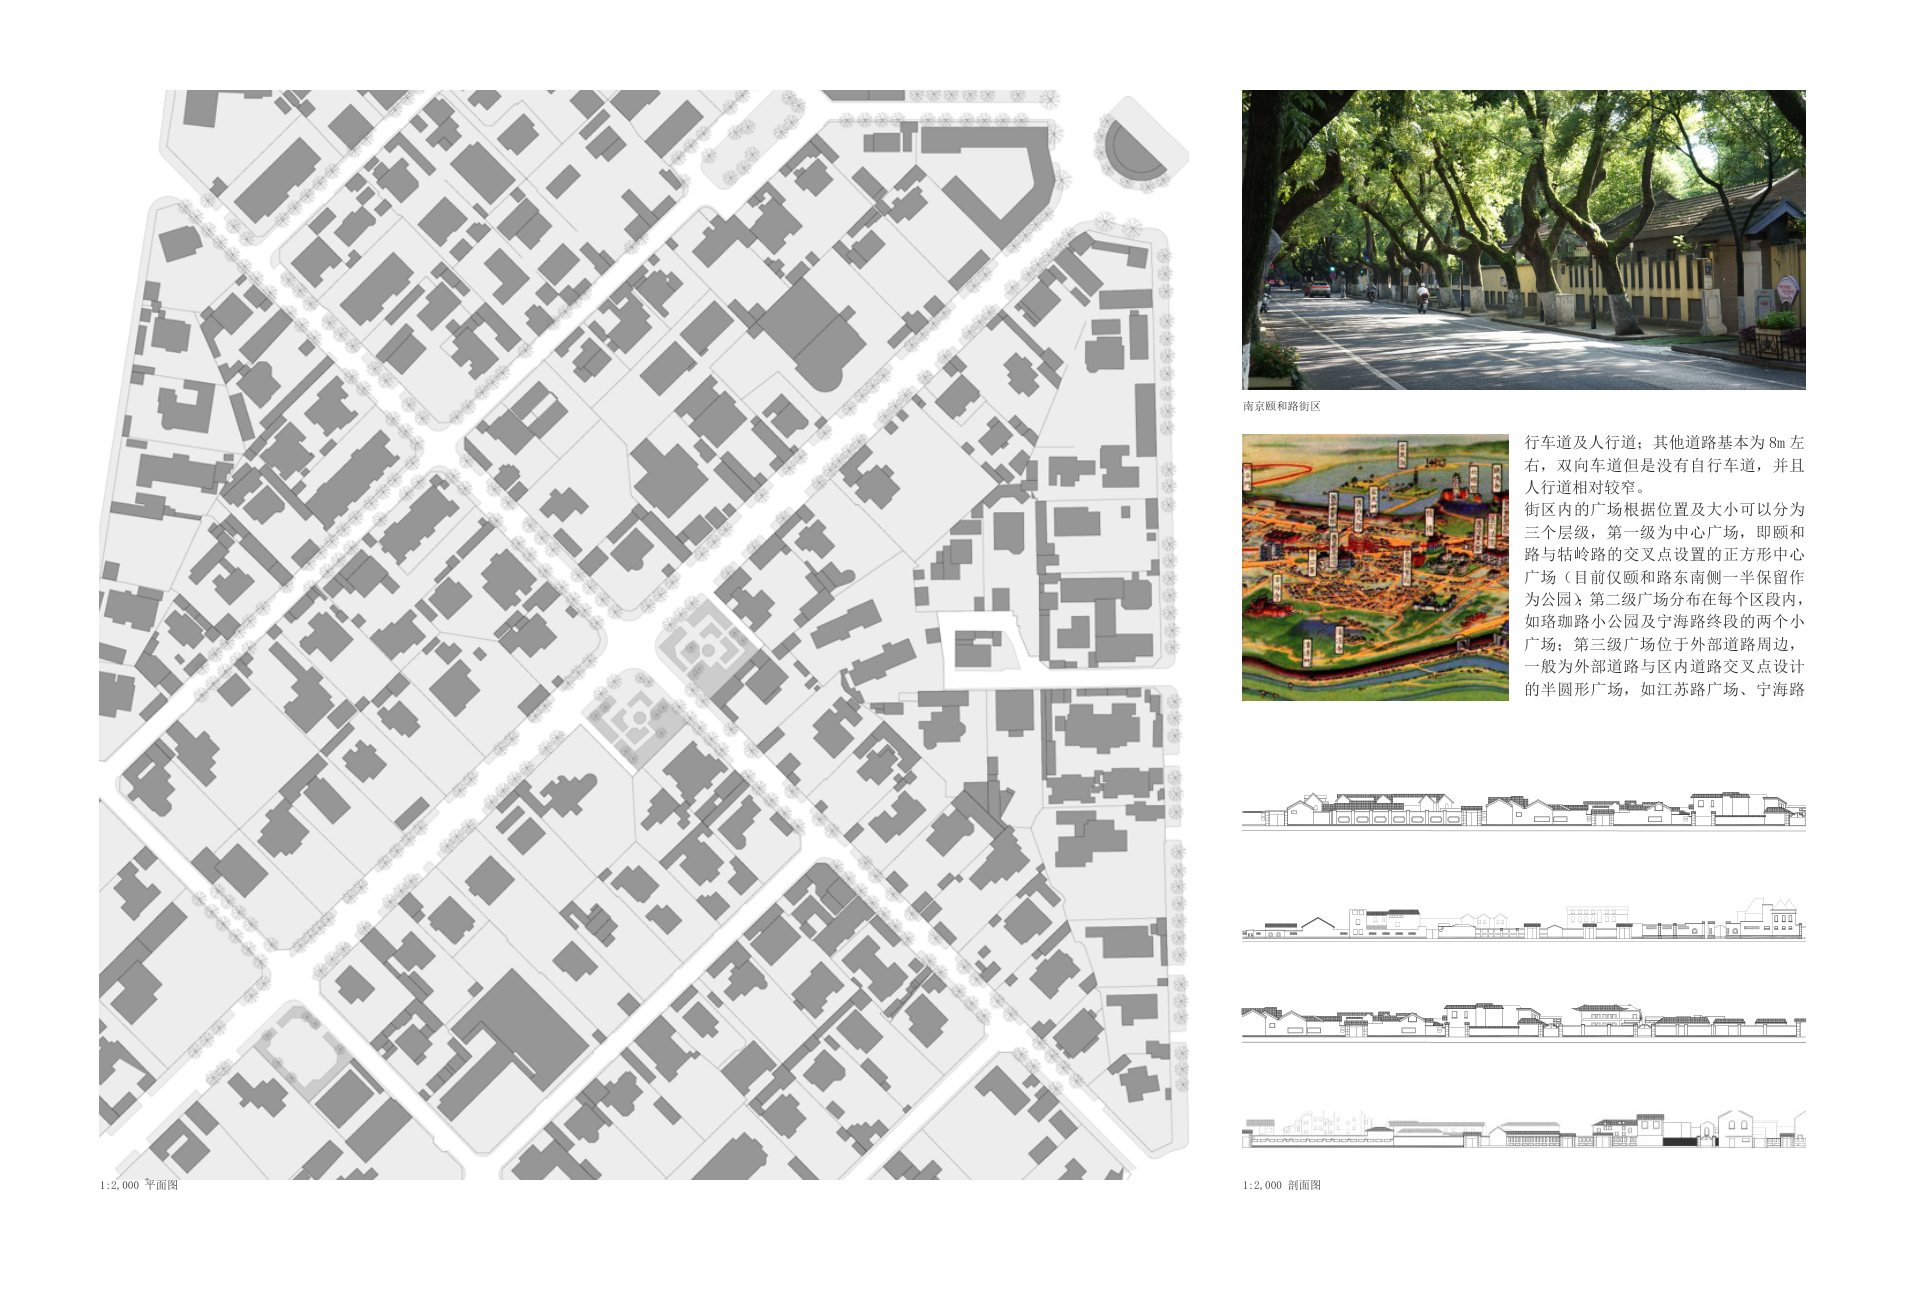 南京颐和路街区
行车道及人行道；其他道路基本为 8m 左
右，双向车道但是没有自行车道，并且
人行道相对较窄。
街区内的广场根据位置及大小可以分为
三个层级，第一级为中心广场，即颐和
路与牯岭路的交叉点设置的正方形中心
广场（目前仅颐和路东南侧一半保留作
为公园）；第二级广场分布在每个区段内，
如珞珈路小公园及宁海路终段的两个小
广场；第三级广场位于外部道路周边，
一般为外部道路与区内道路交叉点设计
的半圆形广场，如江苏路广场、宁海路
1:2,000 平面图
1:2,000 剖面图